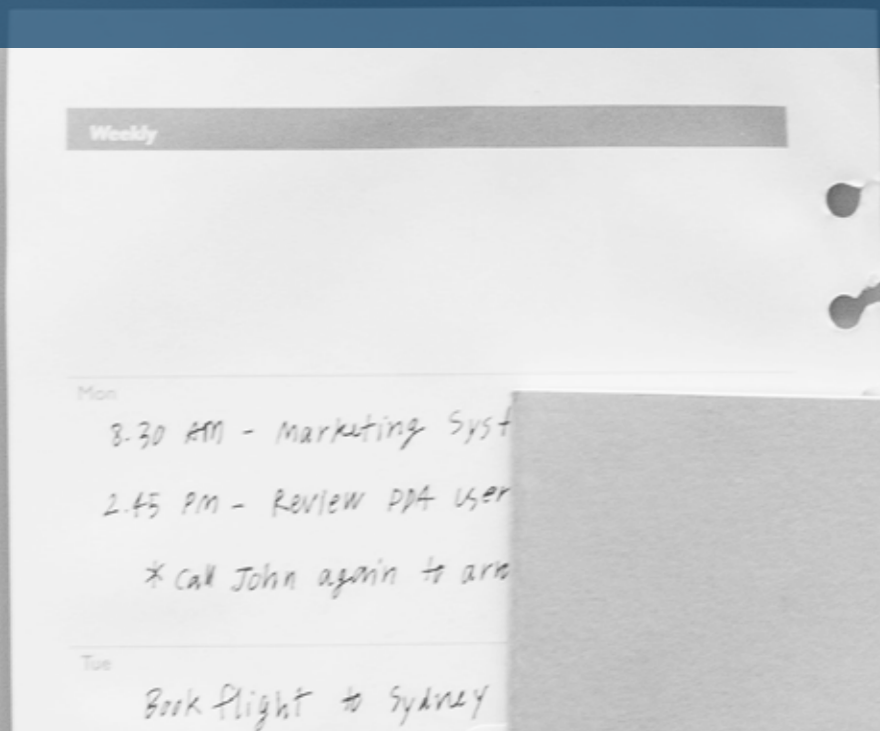 Weekly
Mon
8.30 AM - Marketing Syst
2.45 PM - Review PDA user
* Call John again to
Tue
Book flight to Sydney